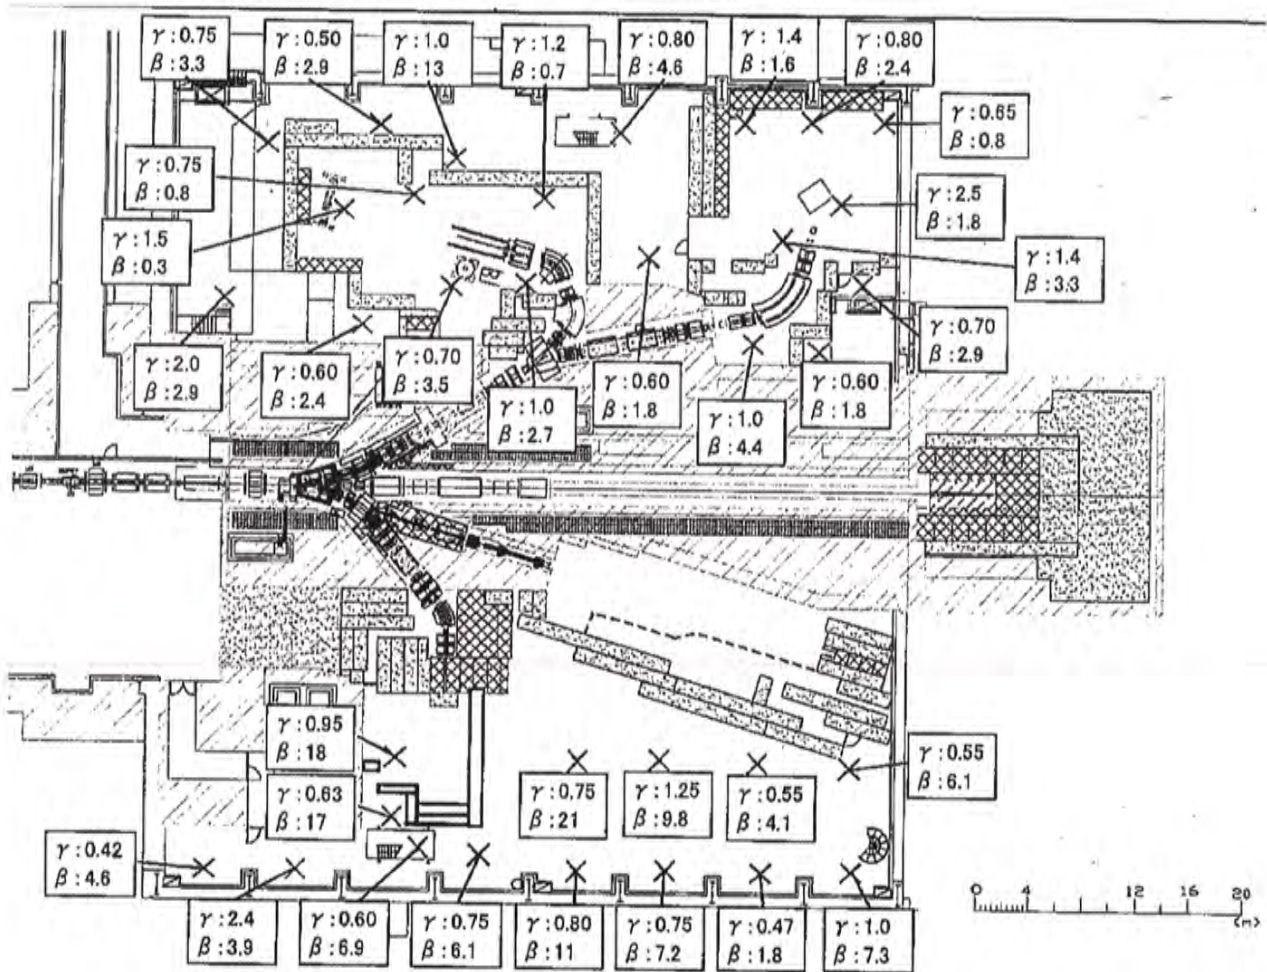 γ : 0.75
β : 3.3
γ : 0.50
β : 2.9
γ : 1.0
β : 13
γ : 1.2
β : 0.7
γ : 0.80
β : 4.6
γ : 1.4
β : 1.6
γ : 0.80
β : 2.4
γ : 0.65
β : 0.8
γ : 0.75
β : 0.8
γ : 2.5
β : 1.8
γ : 1.5
β : 0.3
γ : 1.4
β : 3.3
γ : 2.0
β : 2.9
γ : 0.60
β : 2.4
γ : 0.70
β : 3.5
γ : 1.0
β : 2.7
γ : 0.60
β : 1.8
γ : 1.0
β : 4.4
γ : 0.60
β : 1.8
γ : 0.70
β : 2.9
γ : 0.95
β : 18
γ : 0.63
β : 17
γ : 0.75
β : 21
γ : 1.25
β : 9.8
γ : 0.55
β : 4.1
γ : 0.55
β : 6.1
γ : 0.42
β : 4.6
γ : 2.4
β : 3.9
γ : 0.60
β : 6.9
γ : 0.75
β : 6.1
γ : 0.80
β : 11
γ : 0.75
β : 7.2
γ : 0.47
β : 1.8
γ : 1.0
β : 7.3
0 4 12 16 20
(m)